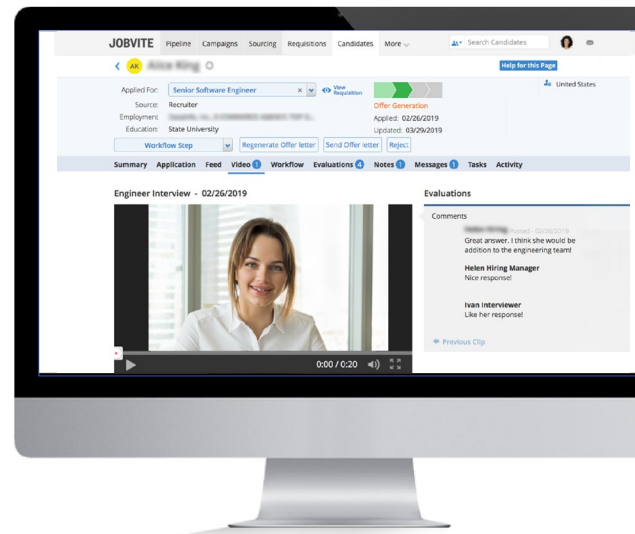 JOBVITE Pipeline Campaigns Sourcing Requisitions Candidates More Search Candidates
AK Help for this Page
Applied For: Senior Software Engineer x View Requisition United States
Source: Recruiter Offer Generation
Employment Applied: 02/26/2019
Education: State University Updated: 03/29/2019
Workflow Step Regenerate Offer letter Send Offer letter Reject
Summary Application Feed Video 1 Workflow Evaluations 4 Notes 1 Messages 1 Tasks Activity
Engineer Interview - 02/26/2019 Evaluations
Comments
Posted - 02/26/2019
Great answer. I think she would be
addition to the engineering team!
Helen Hiring Manager
Nice response!
Ivan Interviewer
Like her response!
Previous Clip
0:00 / 0:20